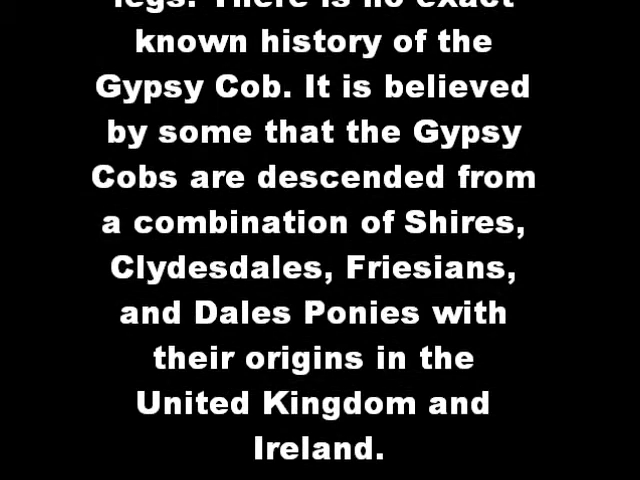 legs. There is no exact
known history of the
Gypsy Cob. It is believed
by some that the Gypsy
Cobs are descended from
a combination of Shires,
Clydesdales, Friesians,
and Dales Ponies with
their origins in the
United Kingdom and
Ireland.